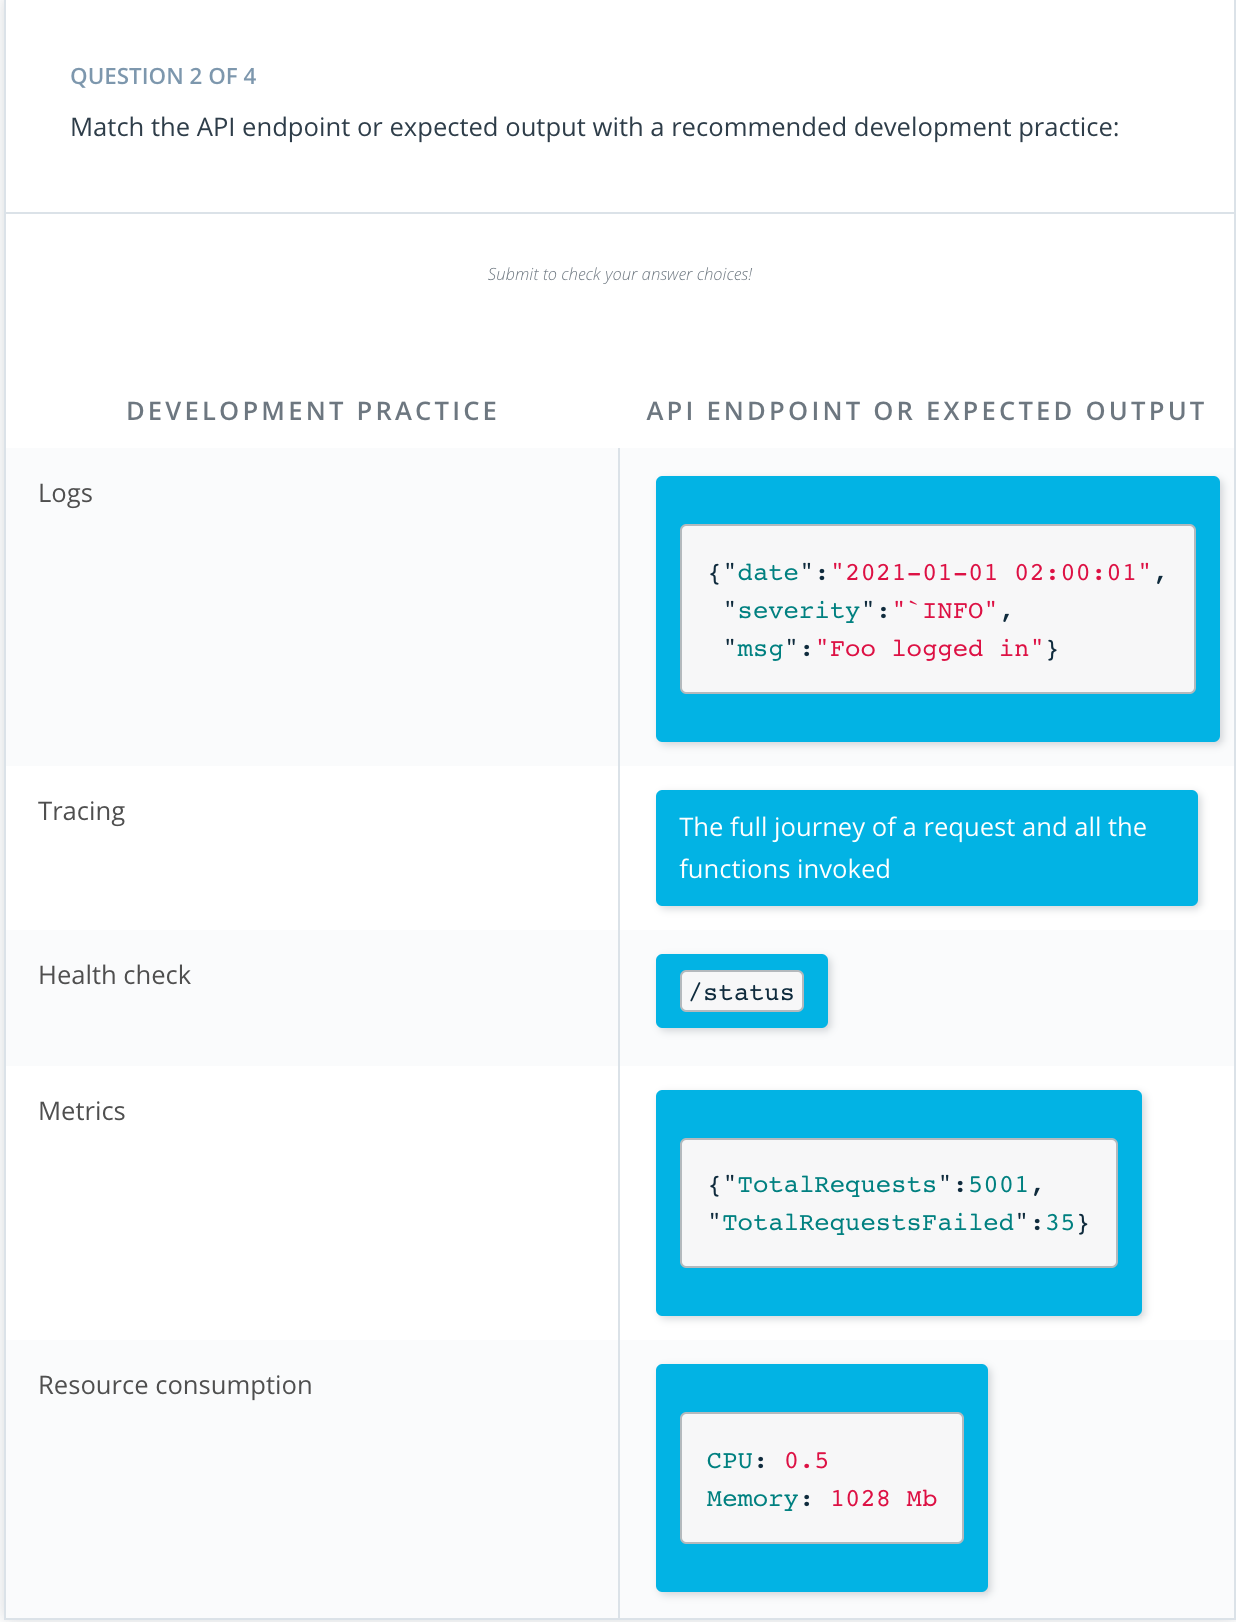 QUESTION 2 OF 4
Match the API endpoint or expected output with a recommended development practice:
Submit to check your answer choices!
DEVELOPMENT PRACTICE
API ENDPOINT OR EXPECTED OUTPUT
Logs
{"date":"2021-01-01 02:00:01",
"severity":"`INFO",
"msg":"Foo logged in"}
Tracing
The full journey of a request and all the
functions invoked
Health check
/status
Metrics
{"TotalRequests":5001,
"TotalRequestsFailed":35}
Resource consumption
CPU: 0.5
Memory: 1028 Mb